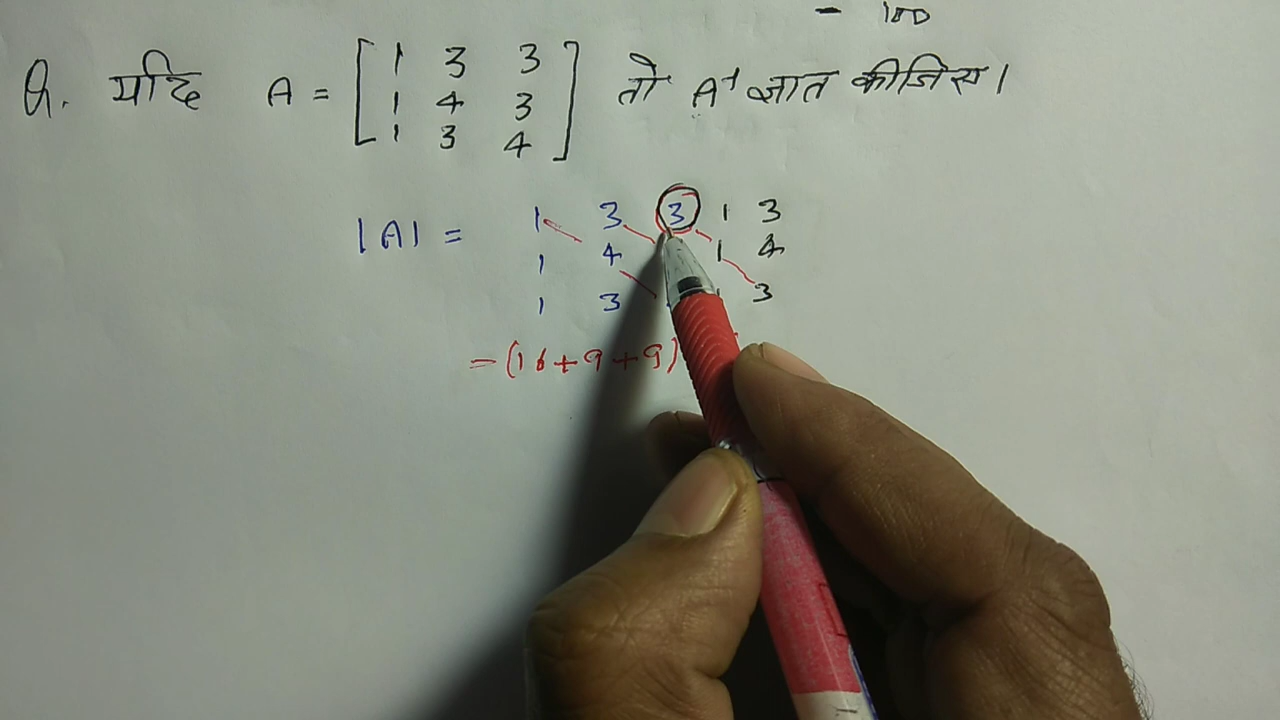 - 100
Q. यदि A = [ 1 3 3
1 4 3
1 3 4 ] तो A⁻¹ ज्ञात कीजिए।
|A| = 1 3 3 1 3
1 4 1 4
1 3 3
= (16+9+9)